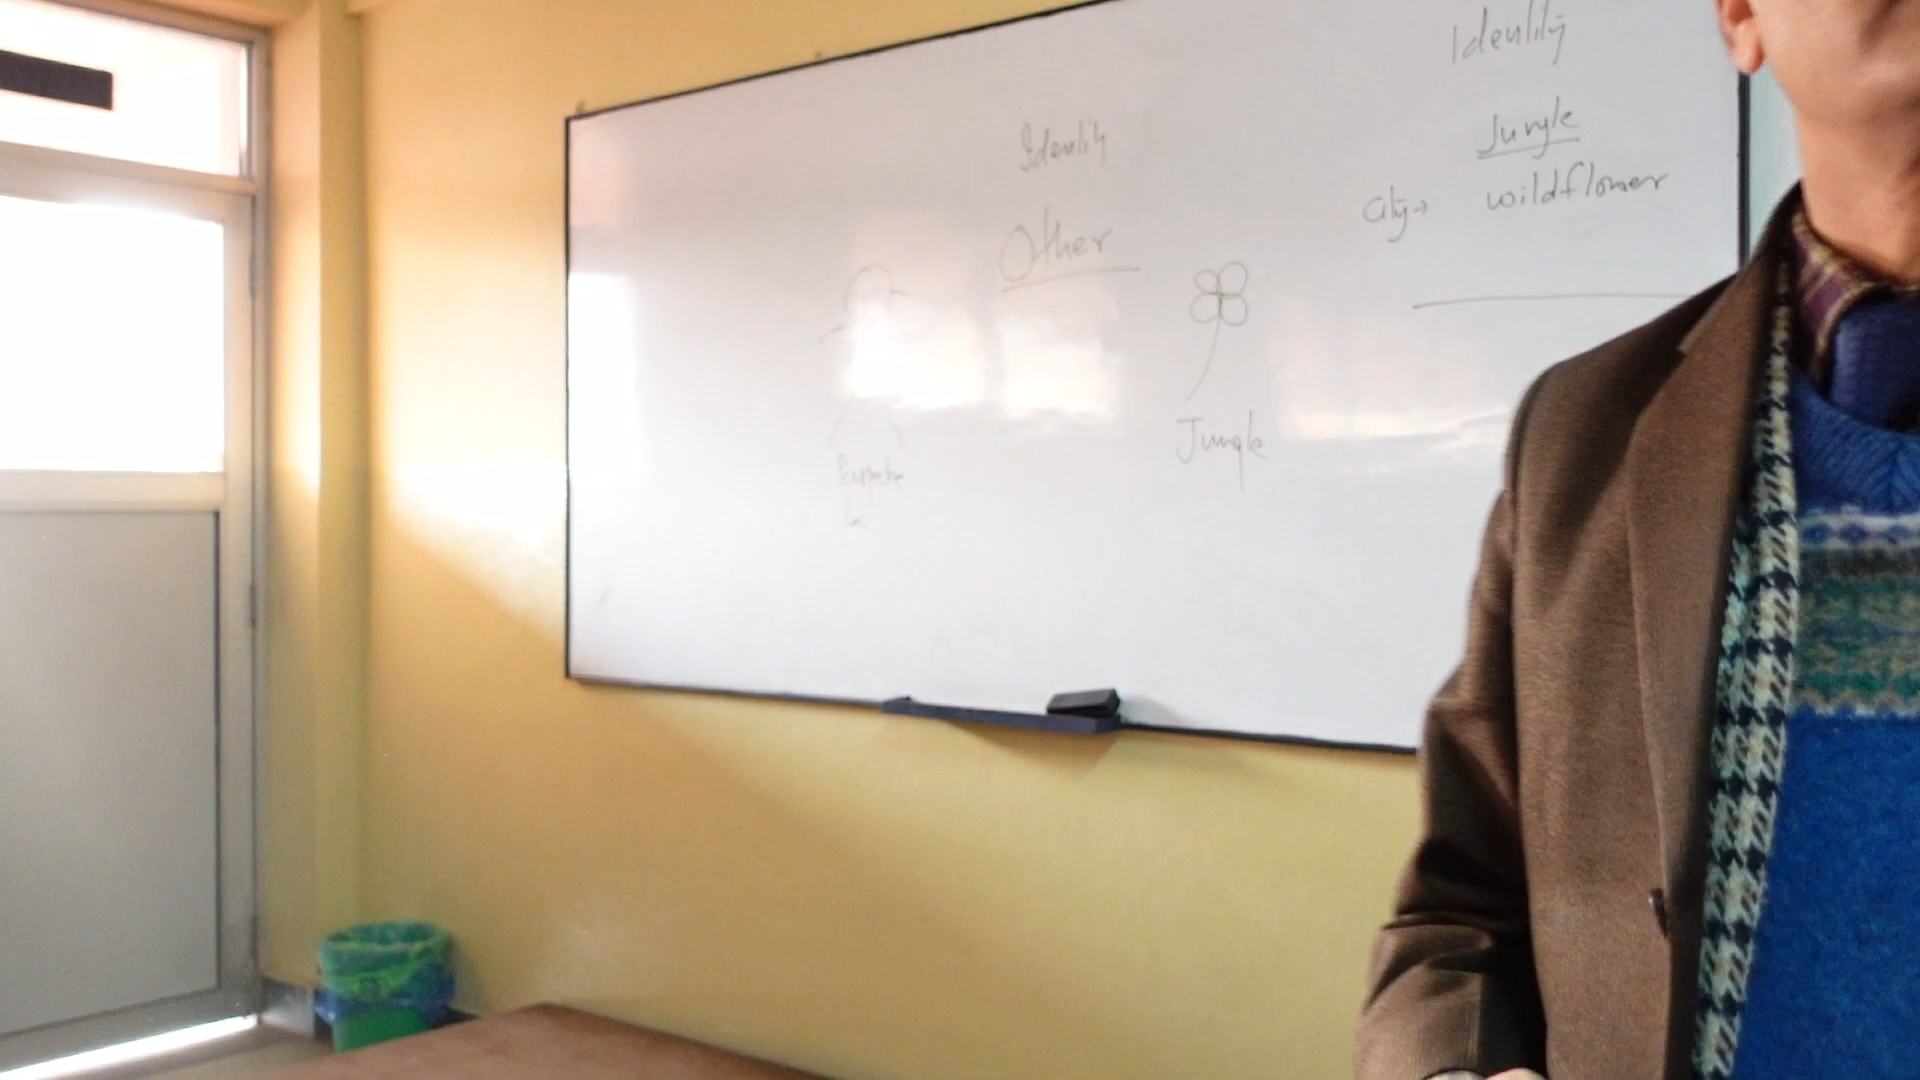 Identity
Other
Jungle
Identity
Jungle
City → wildflower